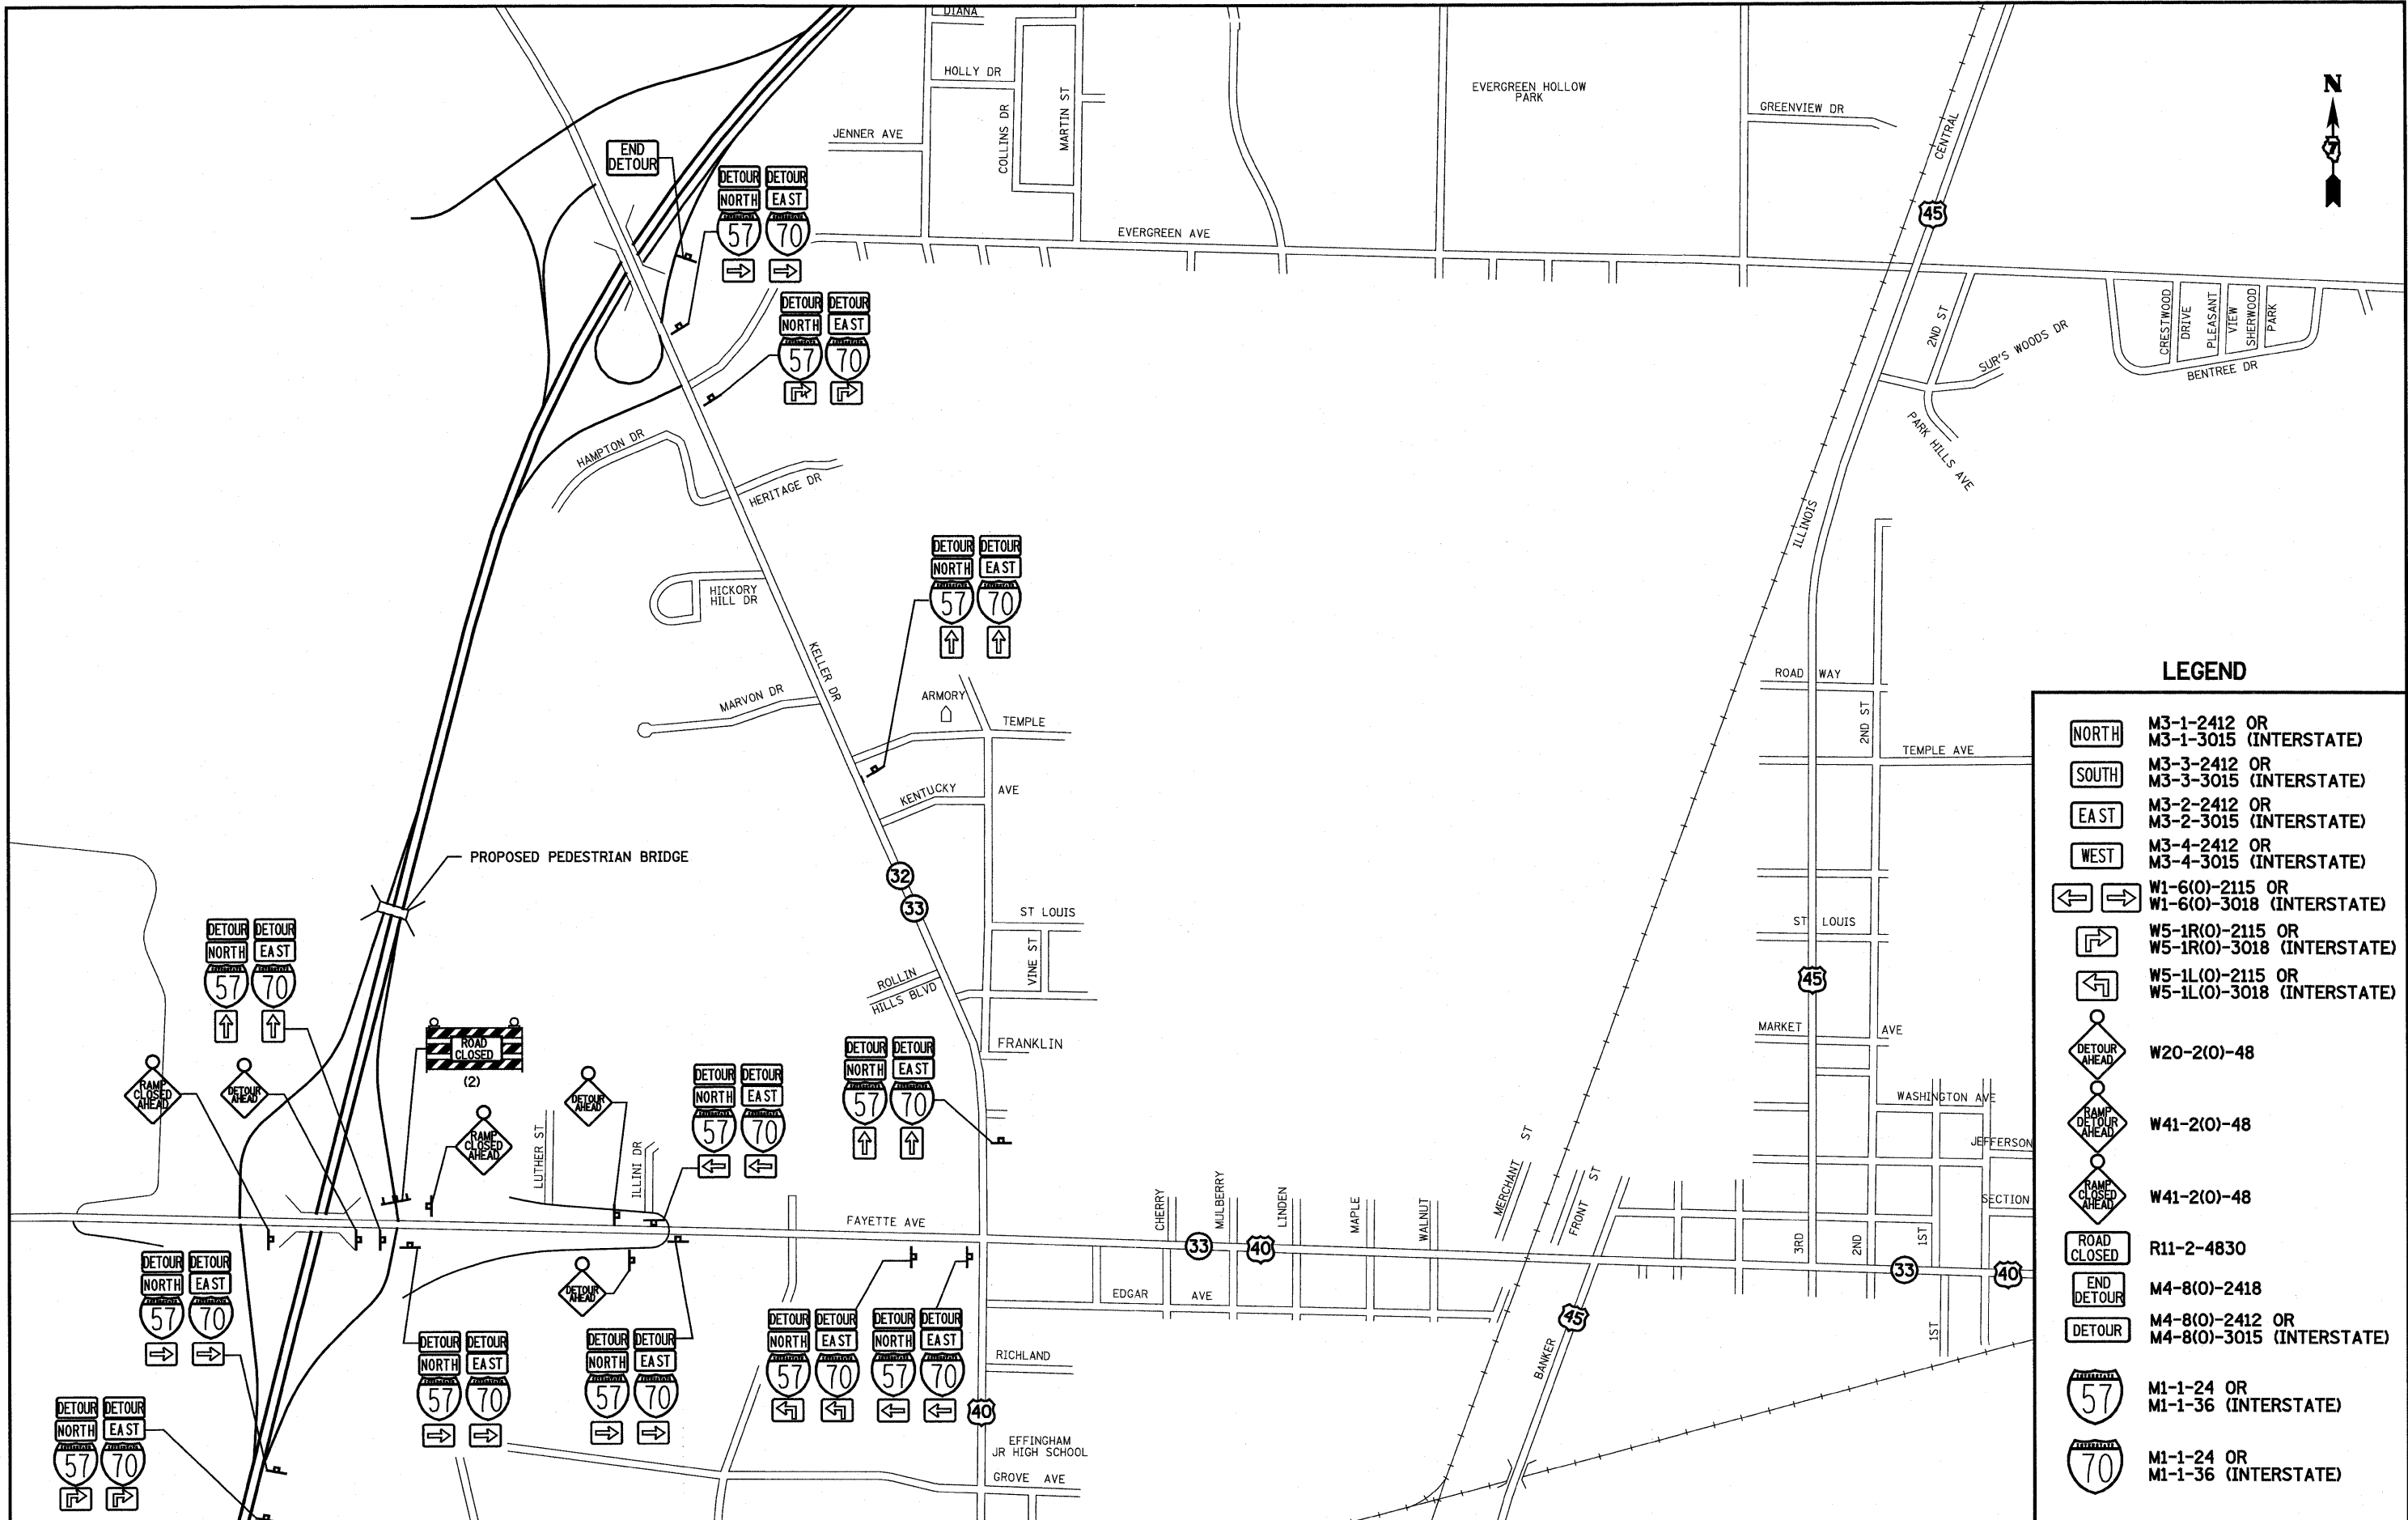 DIANA
HOLLY DR
COLLINS DR
MARTIN ST
JENNER AVE
EVERGREEN HOLLOW
PARK
GREENVIEW DR
CENTRAL
N
7
45
EVERGREEN AVE
END
DETOUR
DETOUR DETOUR
NORTH EAST
57 70
DETOUR DETOUR
NORTH EAST
57 70
2ND ST
SUR'S WOODS DR
PARK HILLS AVE
CRESTWOOD
DRIVE
PLEASANT
VIEW
SHERWOOD
PARK
BENTREE DR
HAMPTON DR
HERITAGE DR
ILLINOIS
HICKORY
HILL DR
DETOUR DETOUR
NORTH EAST
57 70
KELLER DR
MARVON DR
ARMORY
TEMPLE
KENTUCKY AVE
ROAD WAY
2ND ST
TEMPLE AVE
PROPOSED PEDESTRIAN BRIDGE
32
33
ST LOUIS
VINE ST
ROLLIN
HILLS BLVD
FRANKLIN
ST LOUIS
45
MARKET AVE
WASHINGTON AVE
JEFFERSON
SECTION
DETOUR DETOUR
NORTH EAST
57 70
RAMP
CLOSED
AHEAD
DETOUR
AHEAD
ROAD
CLOSED
(2)
RAMP
CLOSED
AHEAD
DETOUR
AHEAD
LUTHER ST
ILLINI DR
DETOUR DETOUR
NORTH EAST
57 70
DETOUR DETOUR
NORTH EAST
57 70
FAYETTE AVE
CHERRY
MULBERRY
LINDEN
MAPLE
WALNUT
MERCHANT ST
FRONT ST
3RD
2ND
1ST
33
40
33
40
EDGAR AVE
45
BANKER
1ST
DETOUR DETOUR
NORTH EAST
57 70
DETOUR
AHEAD
DETOUR DETOUR
NORTH EAST
57 70
DETOUR DETOUR
NORTH EAST
57 70
DETOUR DETOUR
NORTH EAST
57 70
DETOUR DETOUR
NORTH EAST
57 70
DETOUR DETOUR
NORTH EAST
57 70
RICHLAND
40
EFFINGHAM
JR HIGH SCHOOL
GROVE AVE
LEGEND
NORTH
M3-1-2412 OR
M3-1-3015 (INTERSTATE)
SOUTH
M3-3-2412 OR
M3-3-3015 (INTERSTATE)
EAST
M3-2-2412 OR
M3-2-3015 (INTERSTATE)
WEST
M3-4-2412 OR
M3-4-3015 (INTERSTATE)
W1-6(O)-2115 OR
W1-6(O)-3018 (INTERSTATE)
W5-1R(O)-2115 OR
W5-1R(O)-3018 (INTERSTATE)
W5-1L(O)-2115 OR
W5-1L(O)-3018 (INTERSTATE)
DETOUR
AHEAD
W20-2(O)-48
RAMP
DETOUR
AHEAD
W41-2(O)-48
RAMP
CLOSED
AHEAD
W41-2(O)-48
ROAD
CLOSED
R11-2-4830
END
DETOUR
M4-8(O)-2418
DETOUR
M4-8(O)-2412 OR
M4-8(O)-3015 (INTERSTATE)
INTERSTATE
57
M1-1-24 OR
M1-1-36 (INTERSTATE)
INTERSTATE
70
M1-1-24 OR
M1-1-36 (INTERSTATE)